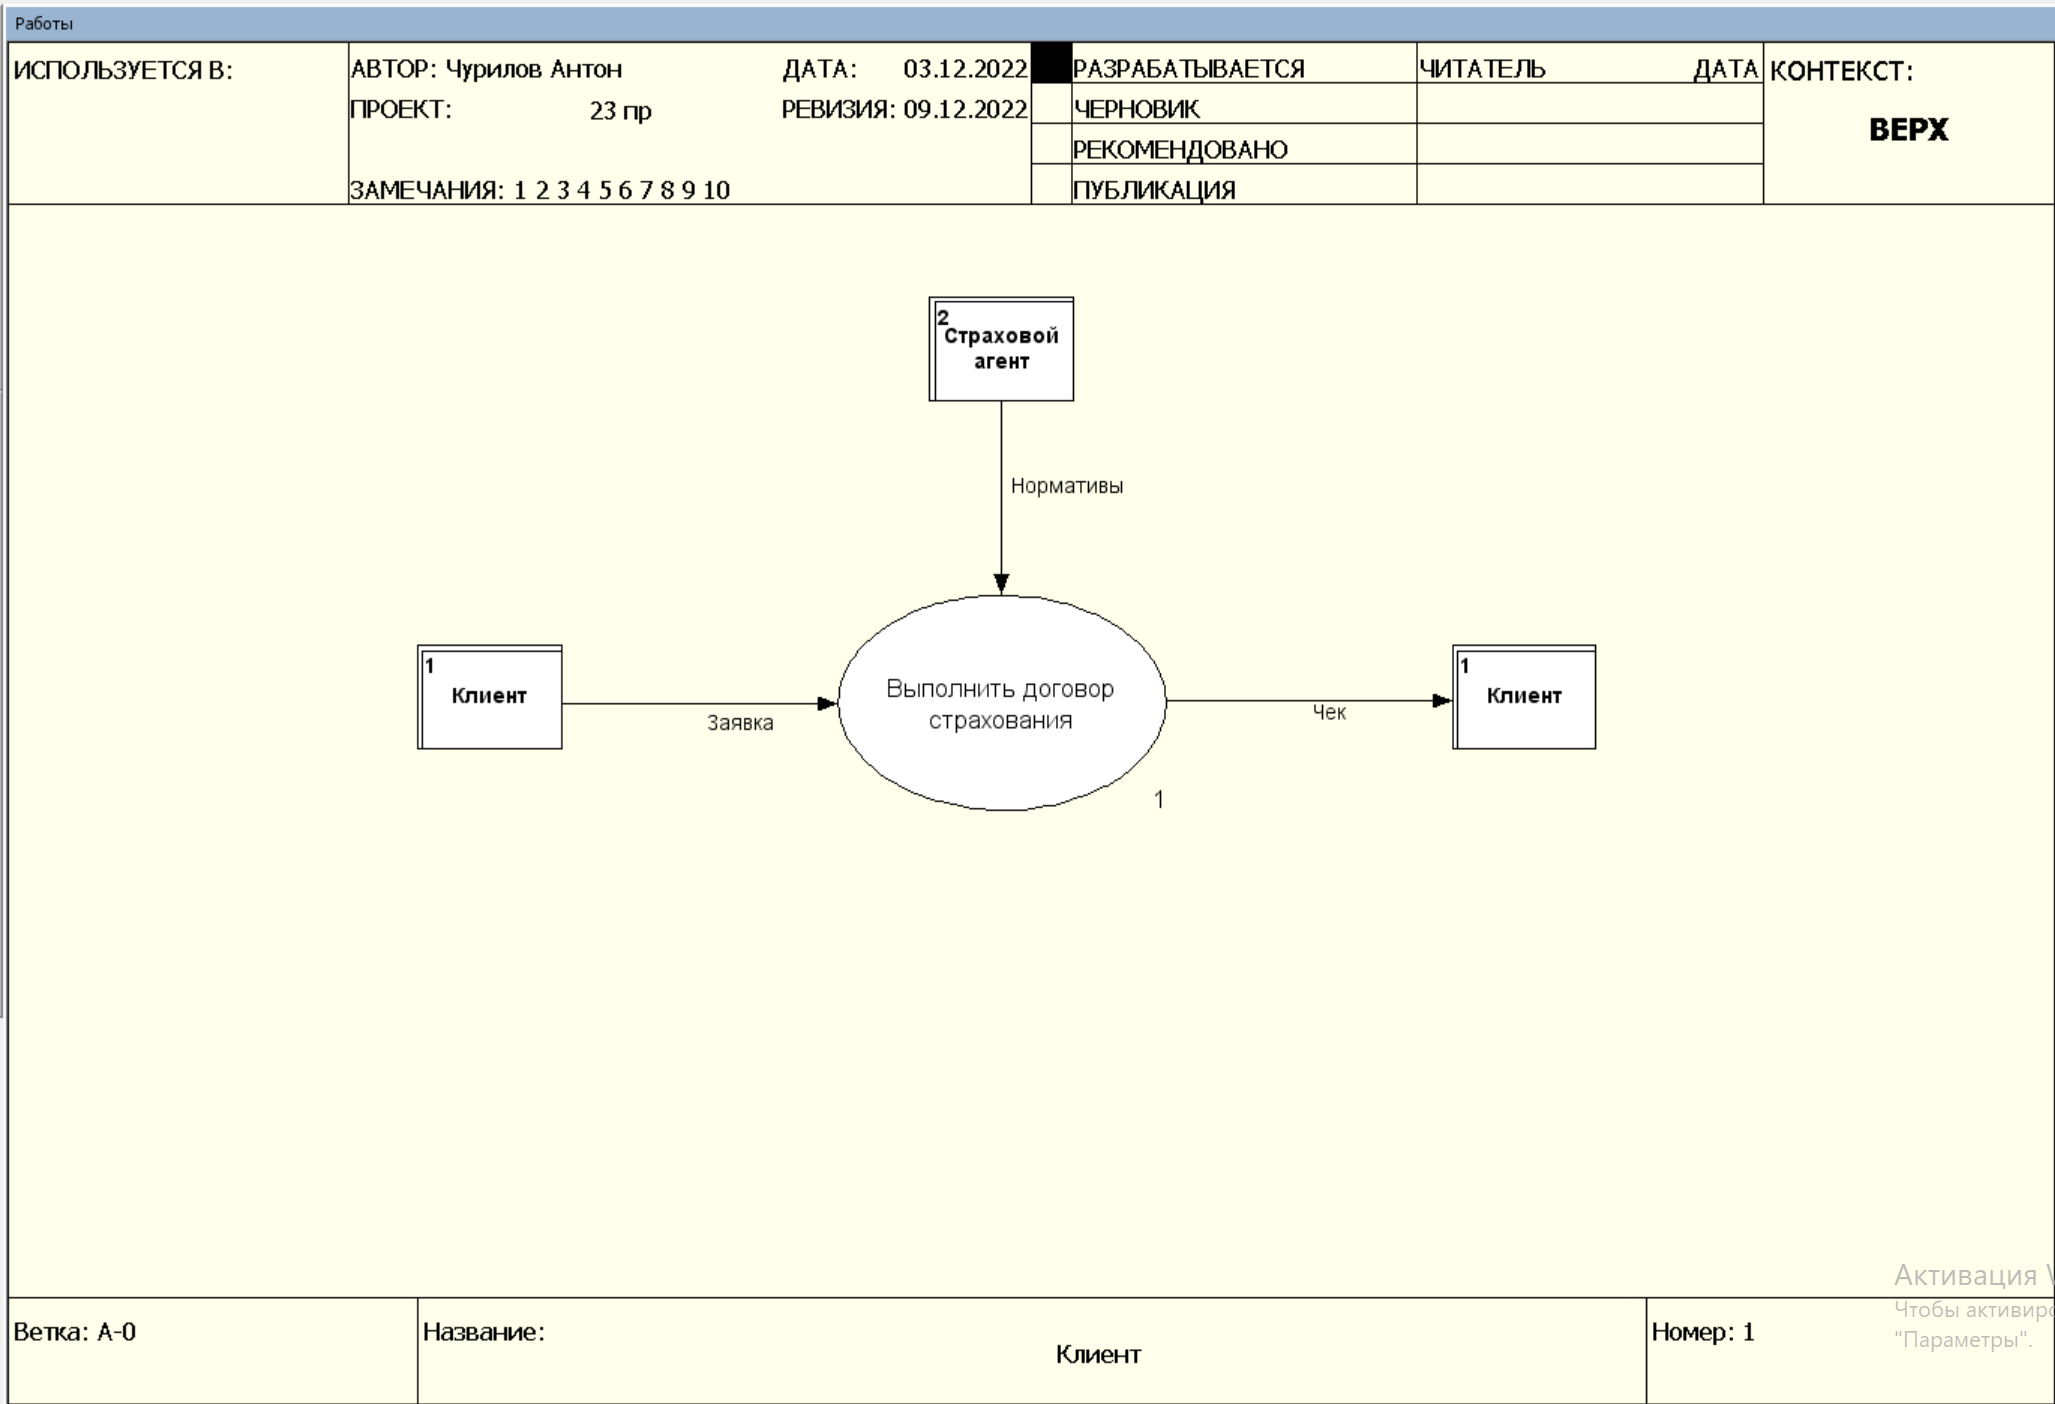 Работы
ИСПОЛЬЗУЕТСЯ В:
АВТОР: Чурилов Антон
ДАТА: 03.12.2022
ПРОЕКТ: 23 пр
РЕВИЗИЯ: 09.12.2022
ЗАМЕЧАНИЯ: 1 2 3 4 5 6 7 8 9 10
РАЗРАБАТЫВАЕТСЯ
ЧЕРНОВИК
РЕКОМЕНДОВАНО
ПУБЛИКАЦИЯ
ЧИТАТЕЛЬ ДАТА
КОНТЕКСТ:
ВЕРХ
2
Страховой
агент
Нормативы
1
Клиент
Заявка
Выполнить договор
страхования
1
Чек
1
Клиент
Ветка: A-0
Название:
Клиент
Номер: 1
Активация
Чтобы
"Параметры".